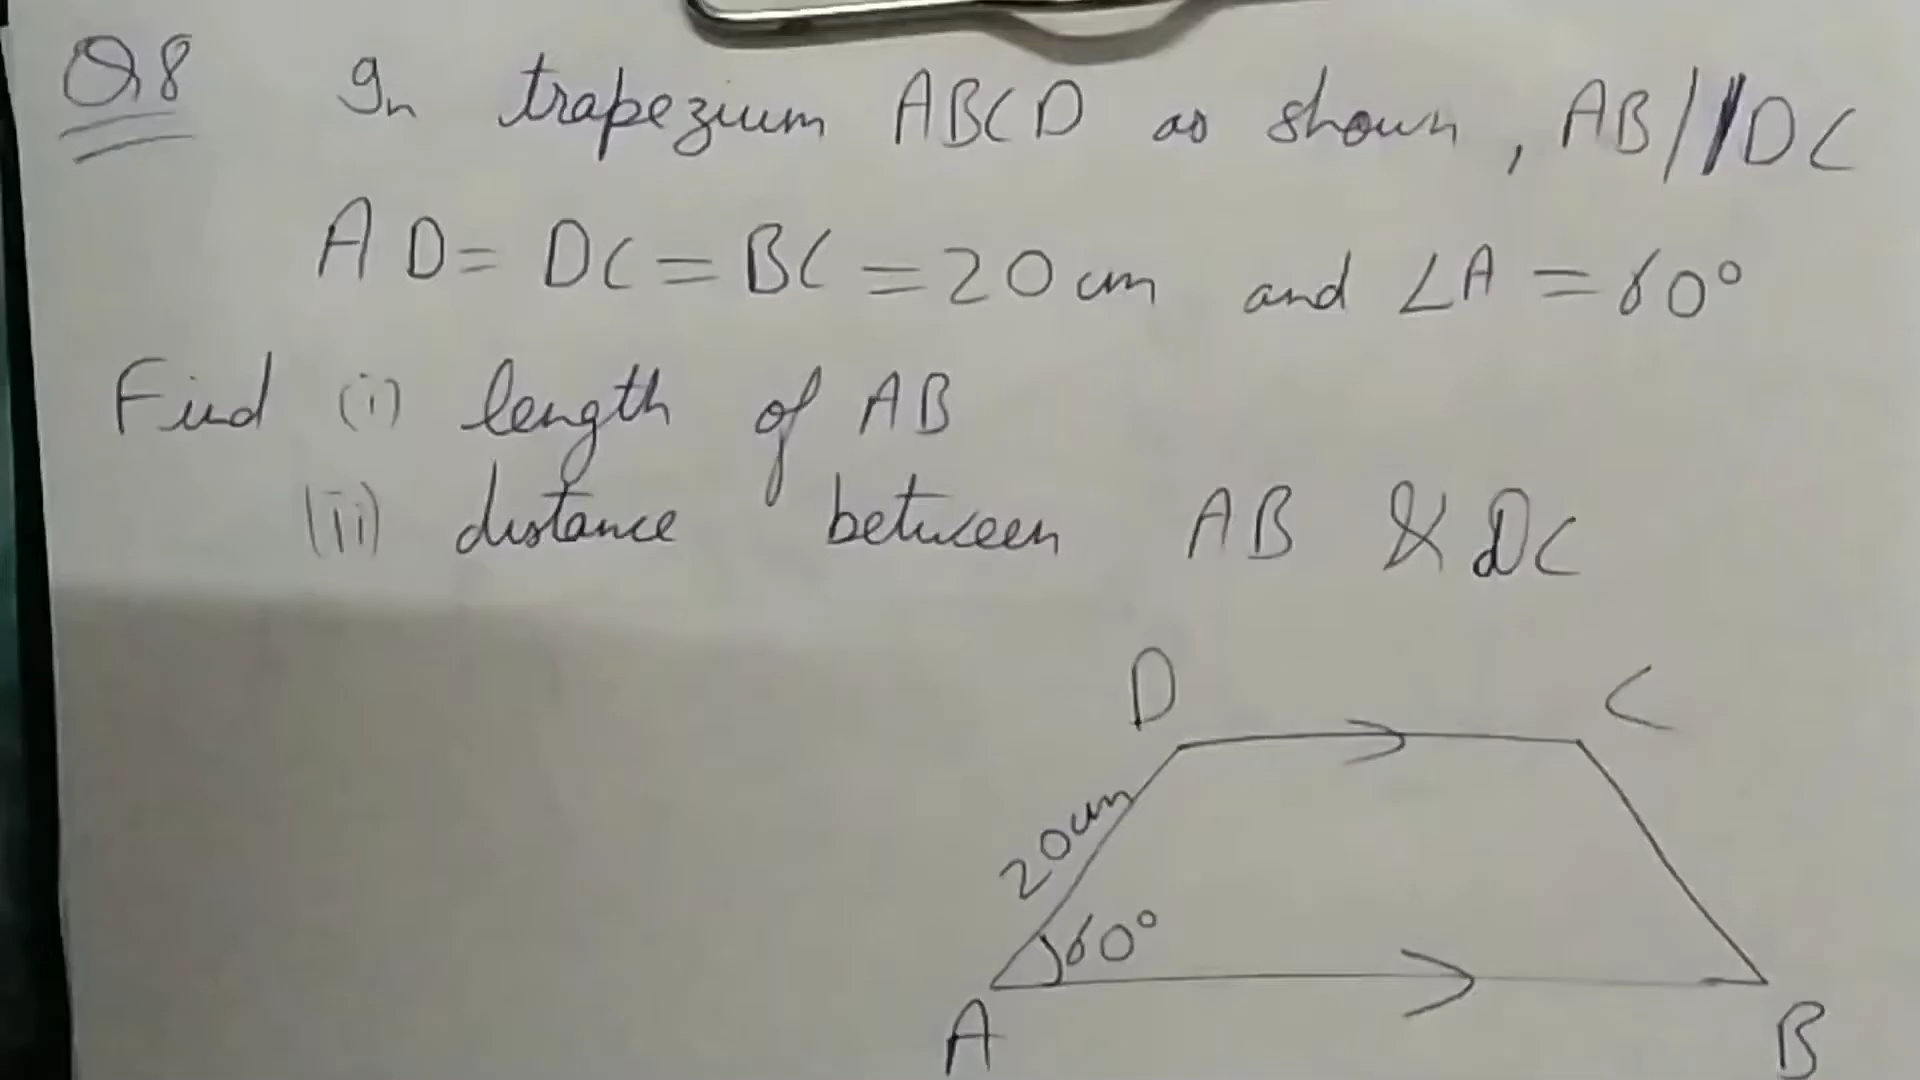 Q8 In trapezium ABCD as shown, AB//DC
AD = DC = BC = 20 cm and ∠A = 60°
Find (i) length of AB
(ii) distance between AB & DC
D C
20cm
60°
A B